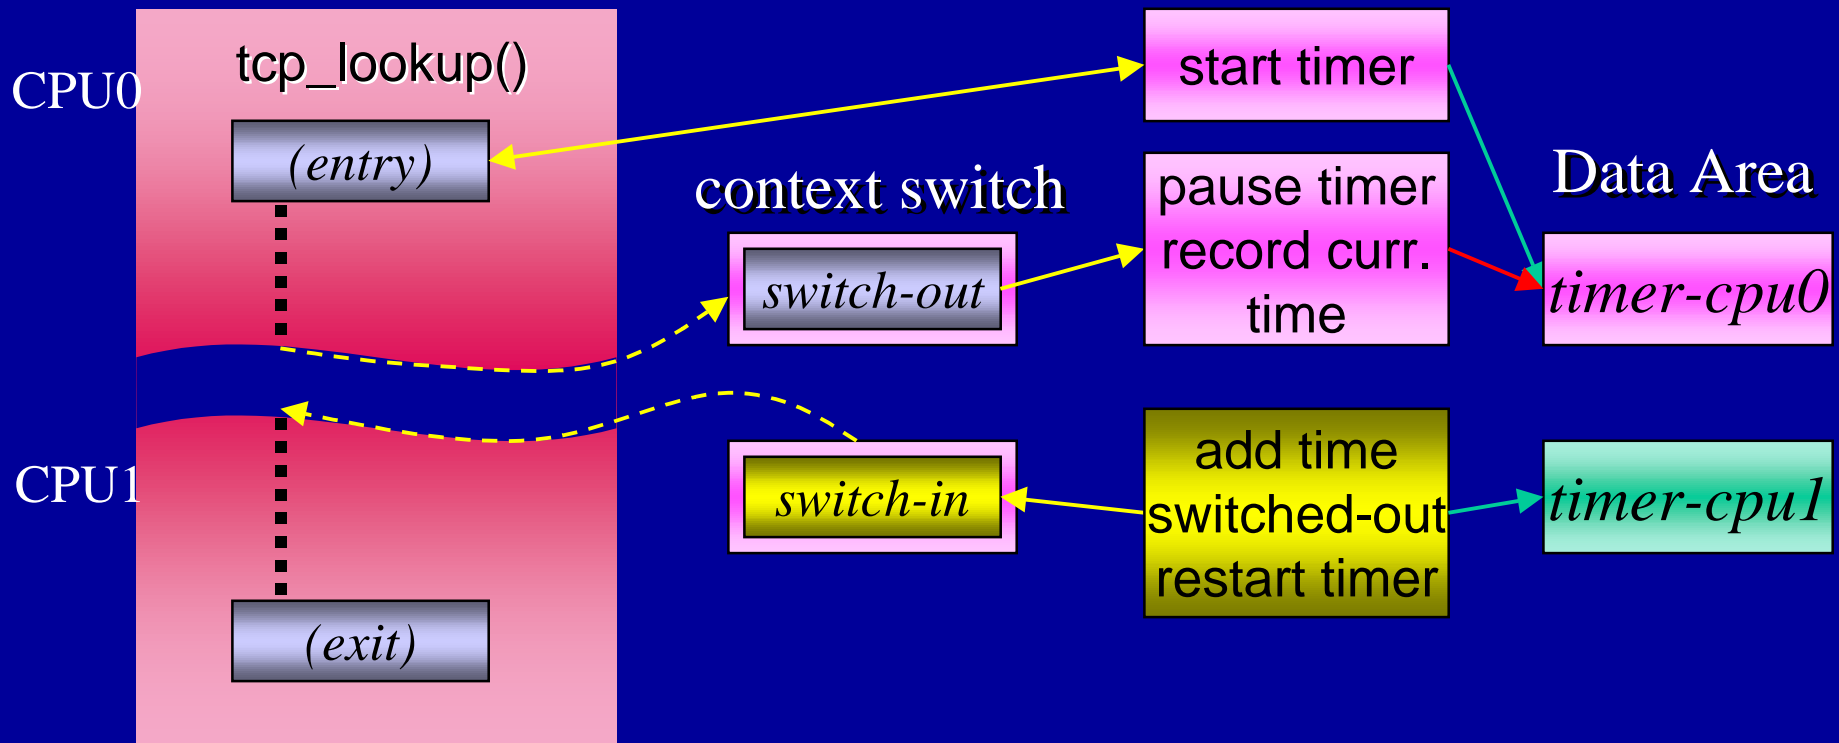 CPU0
tcp_lookup()
(entry)
start timer
context switch
switch-out
pause timer
record curr.
time
Data Area
timer-cpu0
CPU1
switch-in
add time
switched-out
restart timer
timer-cpu1
(exit)